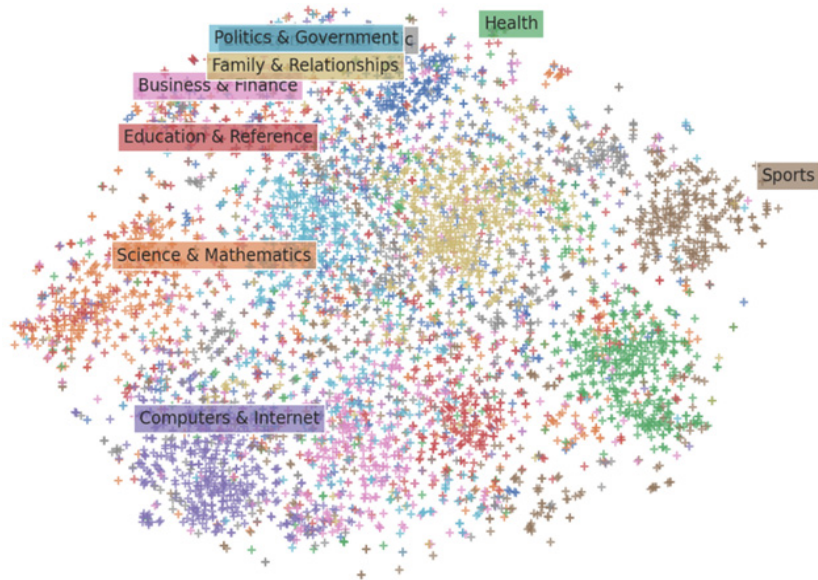 Health
Politics & Government
c
Family & Relationships
Business & Finance
Education & Reference
Sports
Science & Mathematics
Computers & Internet